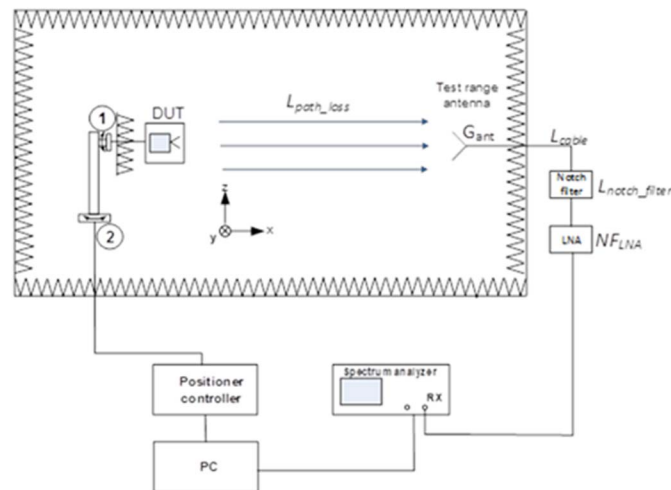 1
DUT
L_path_loss
Test range
antenna
G_ant
L_cable
Notch
filter
L_notch_filter
LNA
NF_LNA
2
z
y
x
Positioner
controller
Spectrum analyzer
RX
PC